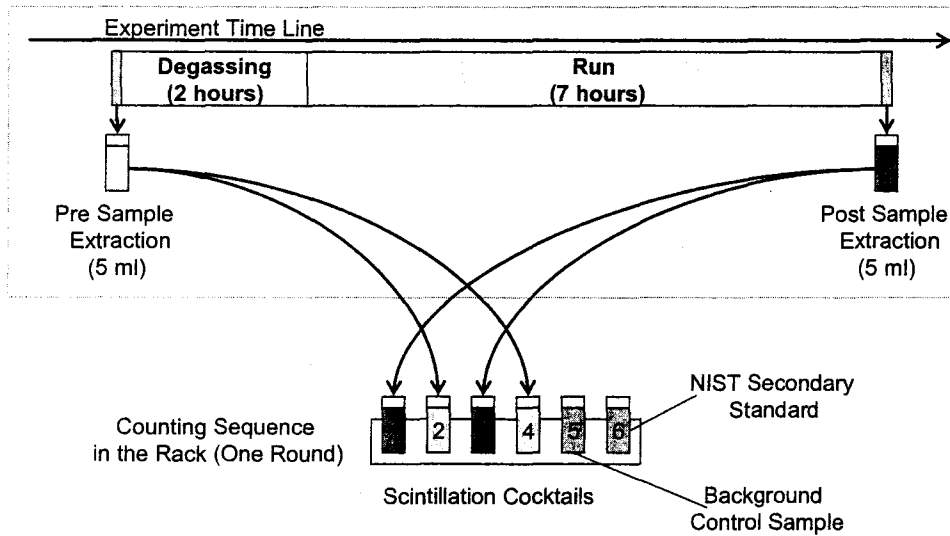 Experiment Time Line
Degassing
(2 hours)
Run
(7 hours)
Pre Sample
Extraction
(5 ml)
Post Sample
Extraction
(5 ml)
NIST Secondary
Standard
Counting Sequence
in the Rack (One Round)
2
4
5
6
Scintillation Cocktails
Background
Control Sample